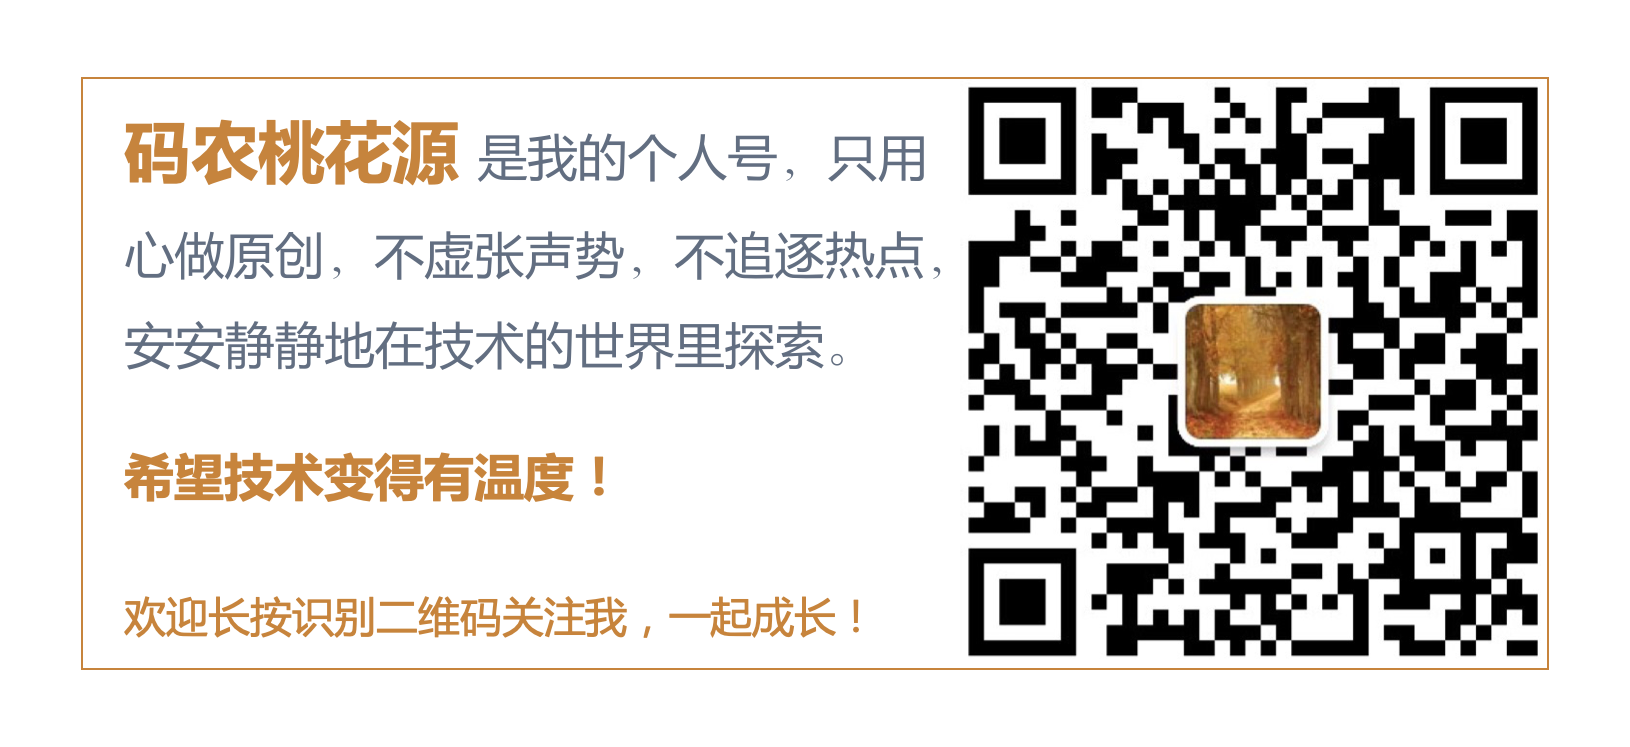 码农桃花源 是我的个人号，只用
心做原创，不虚张声势，不追逐热点，
安安静静地在技术的世界里探索。
希望技术变得有温度！
欢迎长按识别二维码关注我，一起成长！